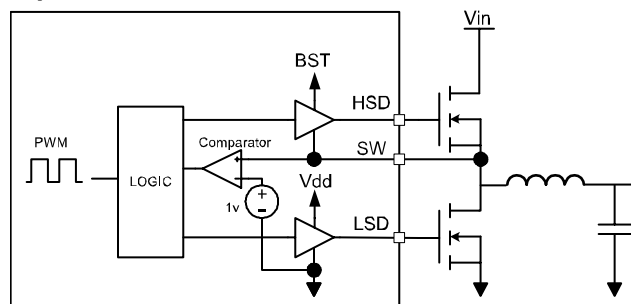 Vin
BST
HSD
PWM
Comparator
SW
LOGIC
+
-
Vdd
1v
+
-
LSD